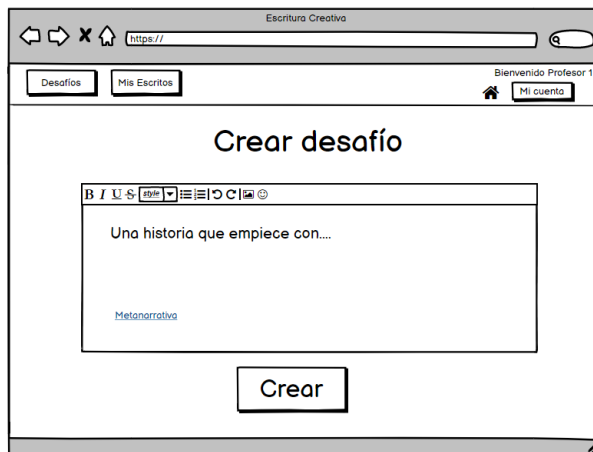 Escritura Creativa
https://
Bienvenido Profesor 1
Desafíos
Mis Escritos
Mi cuenta
Crear desafío
B I U S style
Una historia que empiece con....
Metanarrativa
Crear